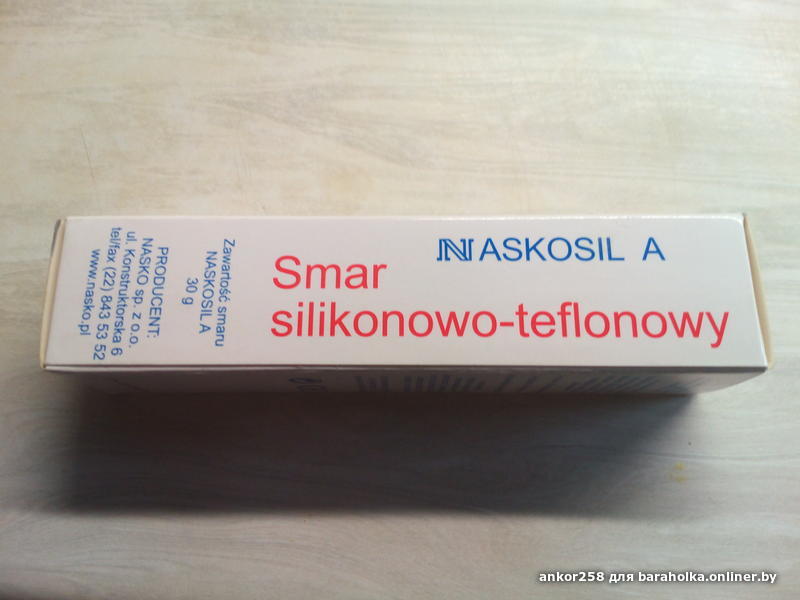 NASKOSIL A
Smar
silikonowo-teflonowy
Zawartość smaru
NASKOSIL A
30 g
PRODUCENT:
NASKO sp. z o.o.
ul. Konstruktorska 6
tel/fax (22) 843 53 52
www.nasko.pl
ankor258 для baraholka.onliner.by